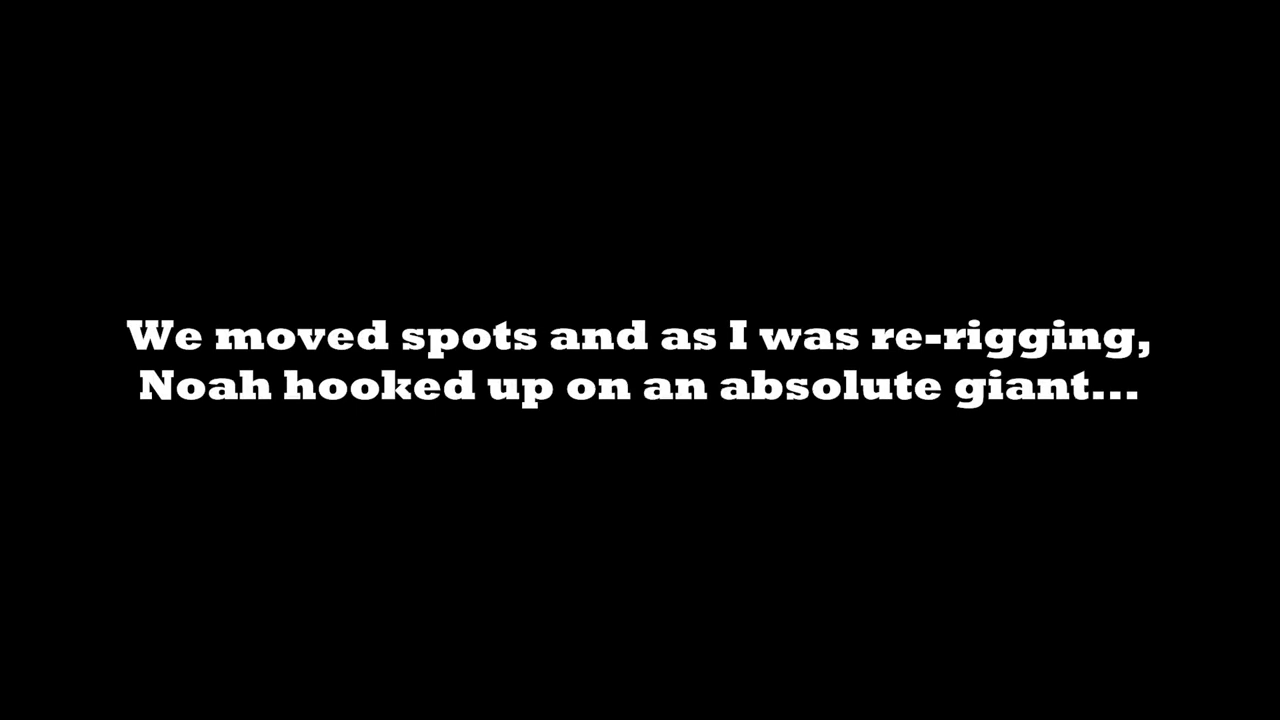 We moved spots and as I was re-rigging,
Noah hooked up on an absolute giant...